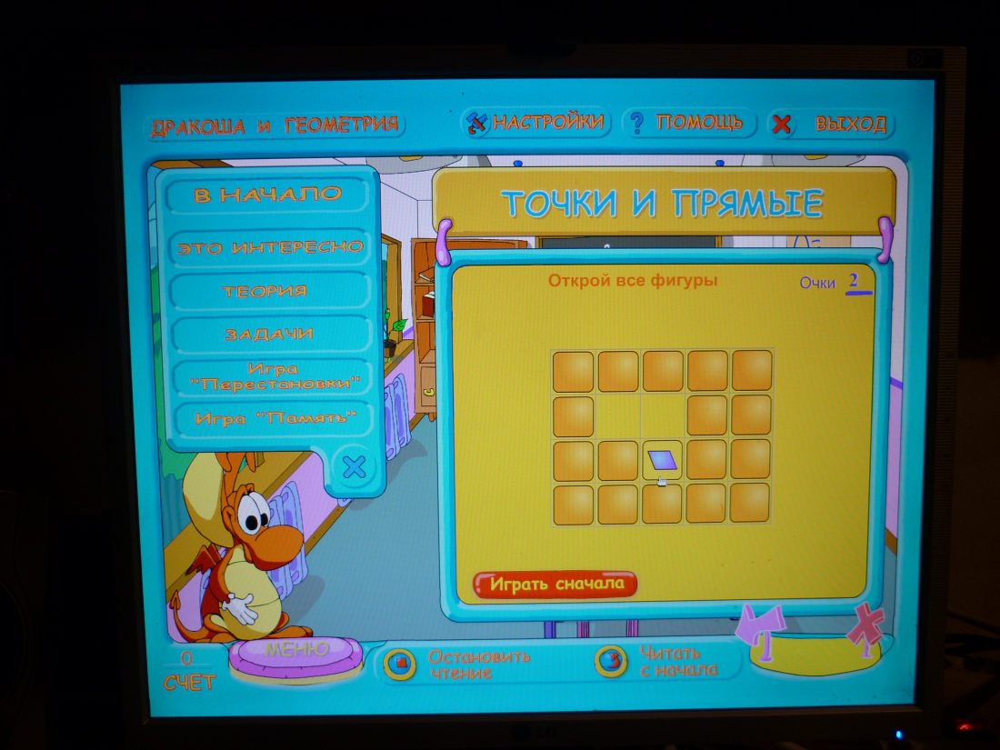 ДРАКОША И ГЕОМЕТРИЯ
НАСТРОЙКИ
? ПОМОЩЬ
ВЫХОД
В НАЧАЛО
ЭТО ИНТЕРЕСНО
ТЕОРИЯ
ЗАДАЧИ
Игра
"Перестановки"
Игра "Память"
ТОЧКИ И ПРЯМЫЕ
Открой все фигуры
Очки 2
Играть сначала
0
СЧЕТ
МЕНЮ
Остановить
чтение
Читать
с начала
LG